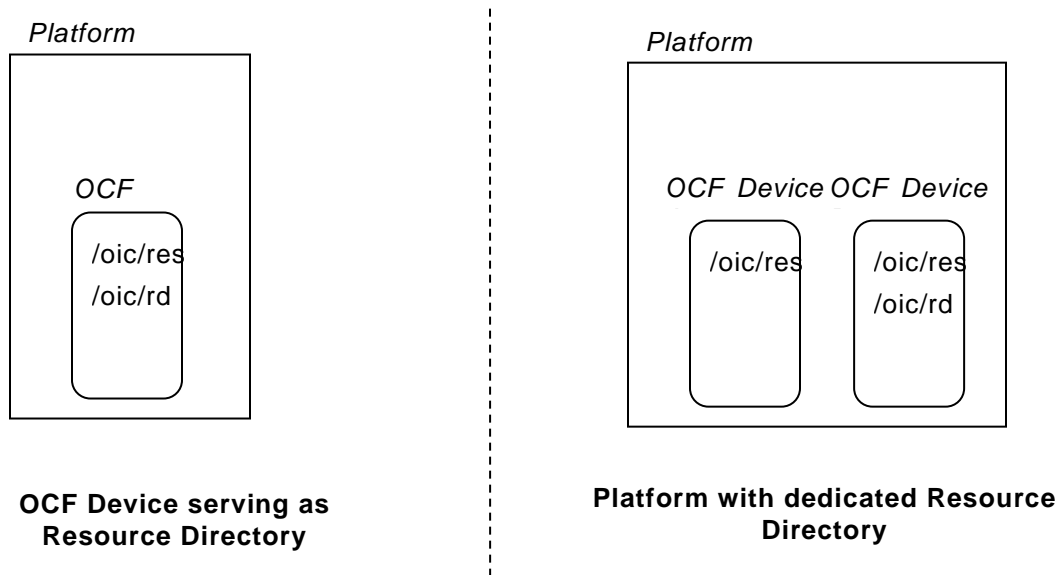 Platform
OCF
/oic/res
/oic/rd
OCF Device serving as
Resource Directory
Platform
OCF Device OCF Device
/oic/res
/oic/res
/oic/rd
Platform with dedicated Resource
Directory